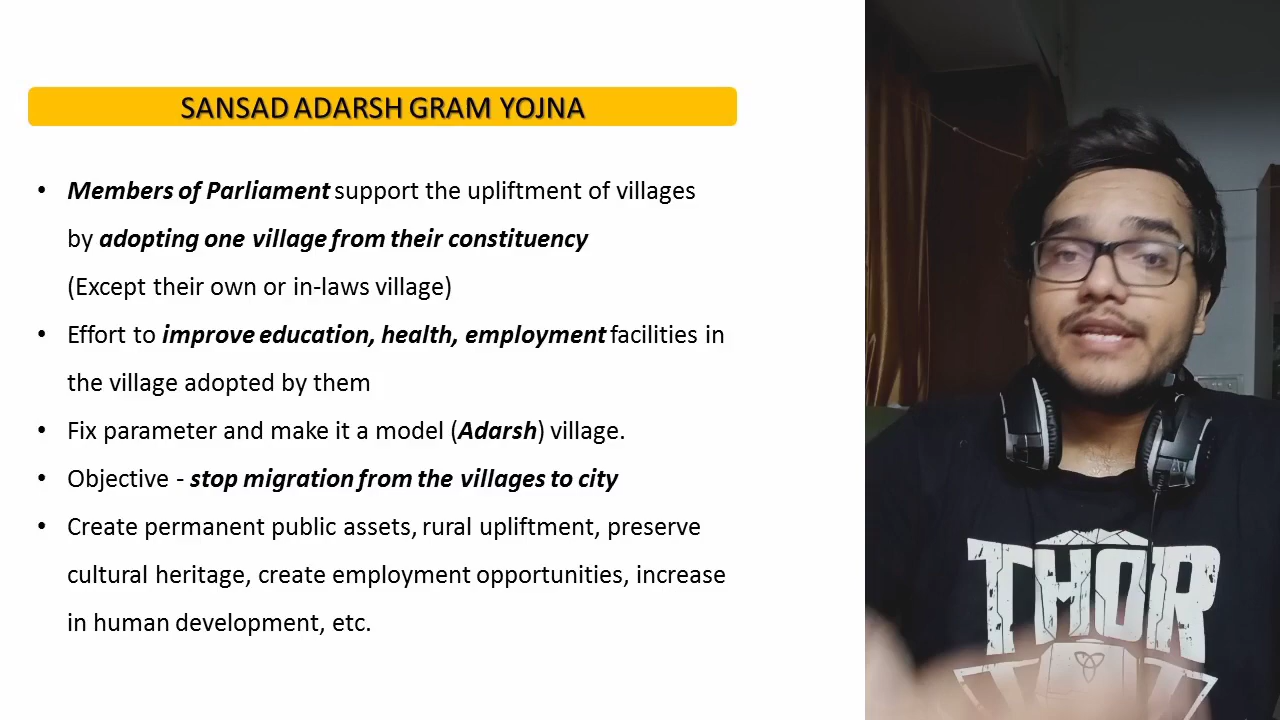 SANSAD ADARSH GRAM YOJNA
• Members of Parliament support the upliftment of villages
by adopting one village from their constituency
(Except their own or in-laws village)
• Effort to improve education, health, employment facilities in
the village adopted by them
• Fix parameter and make it a model (Adarsh) village.
• Objective - stop migration from the villages to city
• Create permanent public assets, rural upliftment, preserve
cultural heritage, create employment opportunities, increase
in human development, etc.
THOR